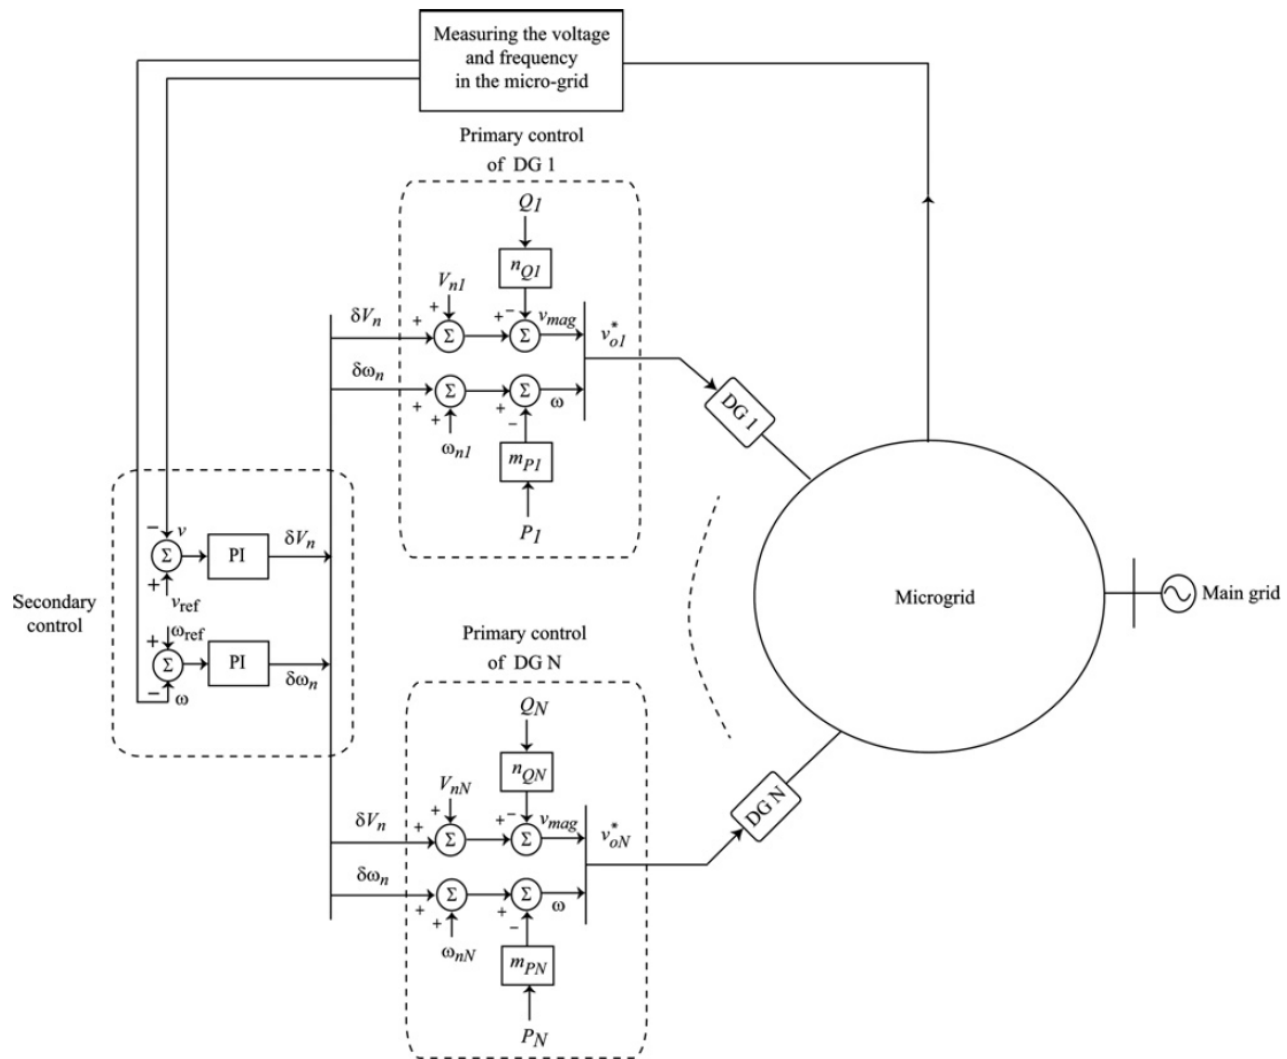 Measuring the voltage
and frequency
in the micro-grid
Primary control
of DG 1
Q1
nQ1
Vn1
+
+
Σ
+
−
Σ
vmag
v*o1
δVn
δωn
+
+
Σ
+
−
Σ
ω
ωn1
mP1
P1
DG 1
Secondary
control
−
v
Σ
+
vref
PI
δVn
+
ωref
Σ
−
ω
PI
δωn
Microgrid
Main grid
Primary control
of DG N
QN
nQN
VnN
+
+
Σ
+
−
Σ
vmag
v*oN
δVn
δωn
+
+
Σ
+
−
Σ
ω
ωnN
mPN
PN
DG N